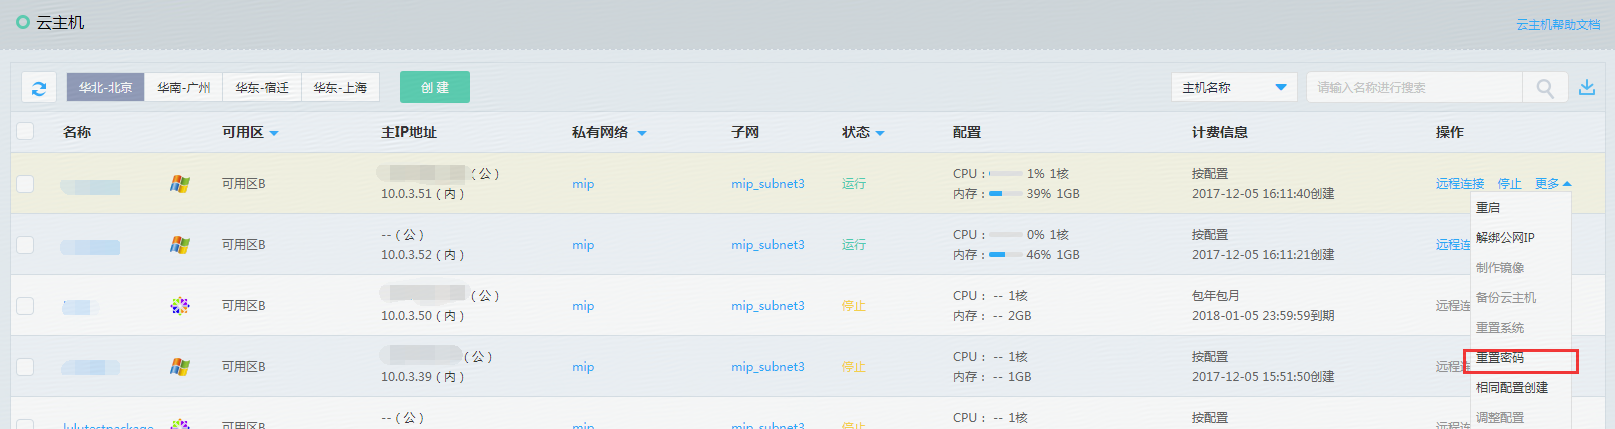 云主机
云主机帮助文档
华北-北京 华南-广州 华东-宿迁 华东-上海 创 建 主机名称 请输入名称进行搜索
名称 可用区 主IP地址 私有网络 子网 状态 配置 计费信息 操作
可用区B (公) mip mip_subnet3 运行 CPU： 1% 1核 按配置 远程连接 停止 更多
10.0.3.51 (内) 内存： 39% 1GB 2017-12-05 16:11:40创建
重启
可用区B -- (公) mip mip_subnet3 运行 CPU： 0% 1核 按配置 远程连
解绑公网IP
10.0.3.52 (内) 内存： 46% 1GB 2017-12-05 16:11:21创建
制作镜像
可用区B (公) mip mip_subnet3 停止 CPU： -- 1核 包年包月 远程连
备份云主机
10.0.3.50 (内) 内存： -- 2GB 2018-01-05 23:59:59到期
重置系统
可用区B (公) mip mip_subnet3 停止 CPU： -- 1核 按配置 远程连
重置密码
10.0.3.39 (内) 内存： -- 1GB 2017-12-05 15:51:50创建
相同配置创建
-- (公) CPU： -- 1核 按配置
调整配置
lulutestpackage 可用区B mip mip_subnet3 停止